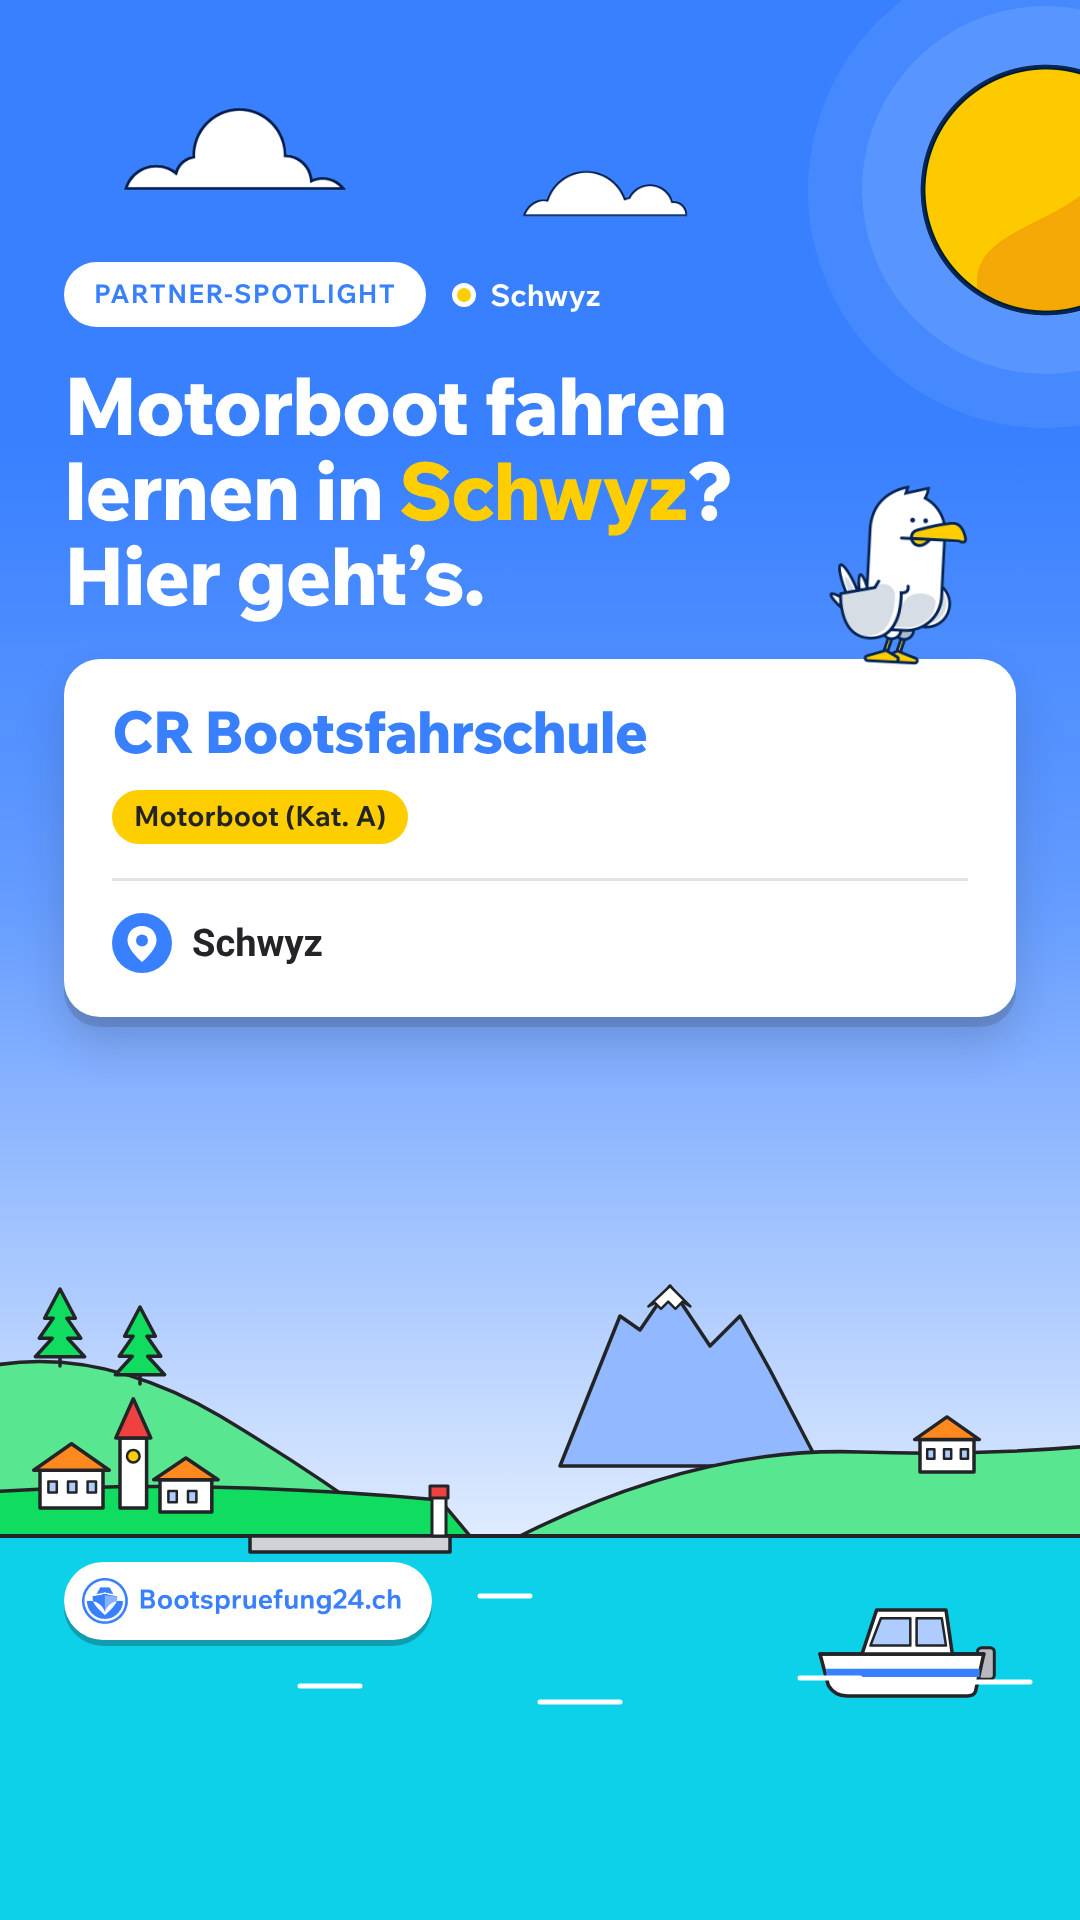 PARTNER-SPOTLIGHT
Schwyz
Motorboot fahren
lernen in Schwyz?
Hier geht’s.
CR Bootsfahrschule
Motorboot (Kat. A)
Schwyz
Bootspruefung24.ch